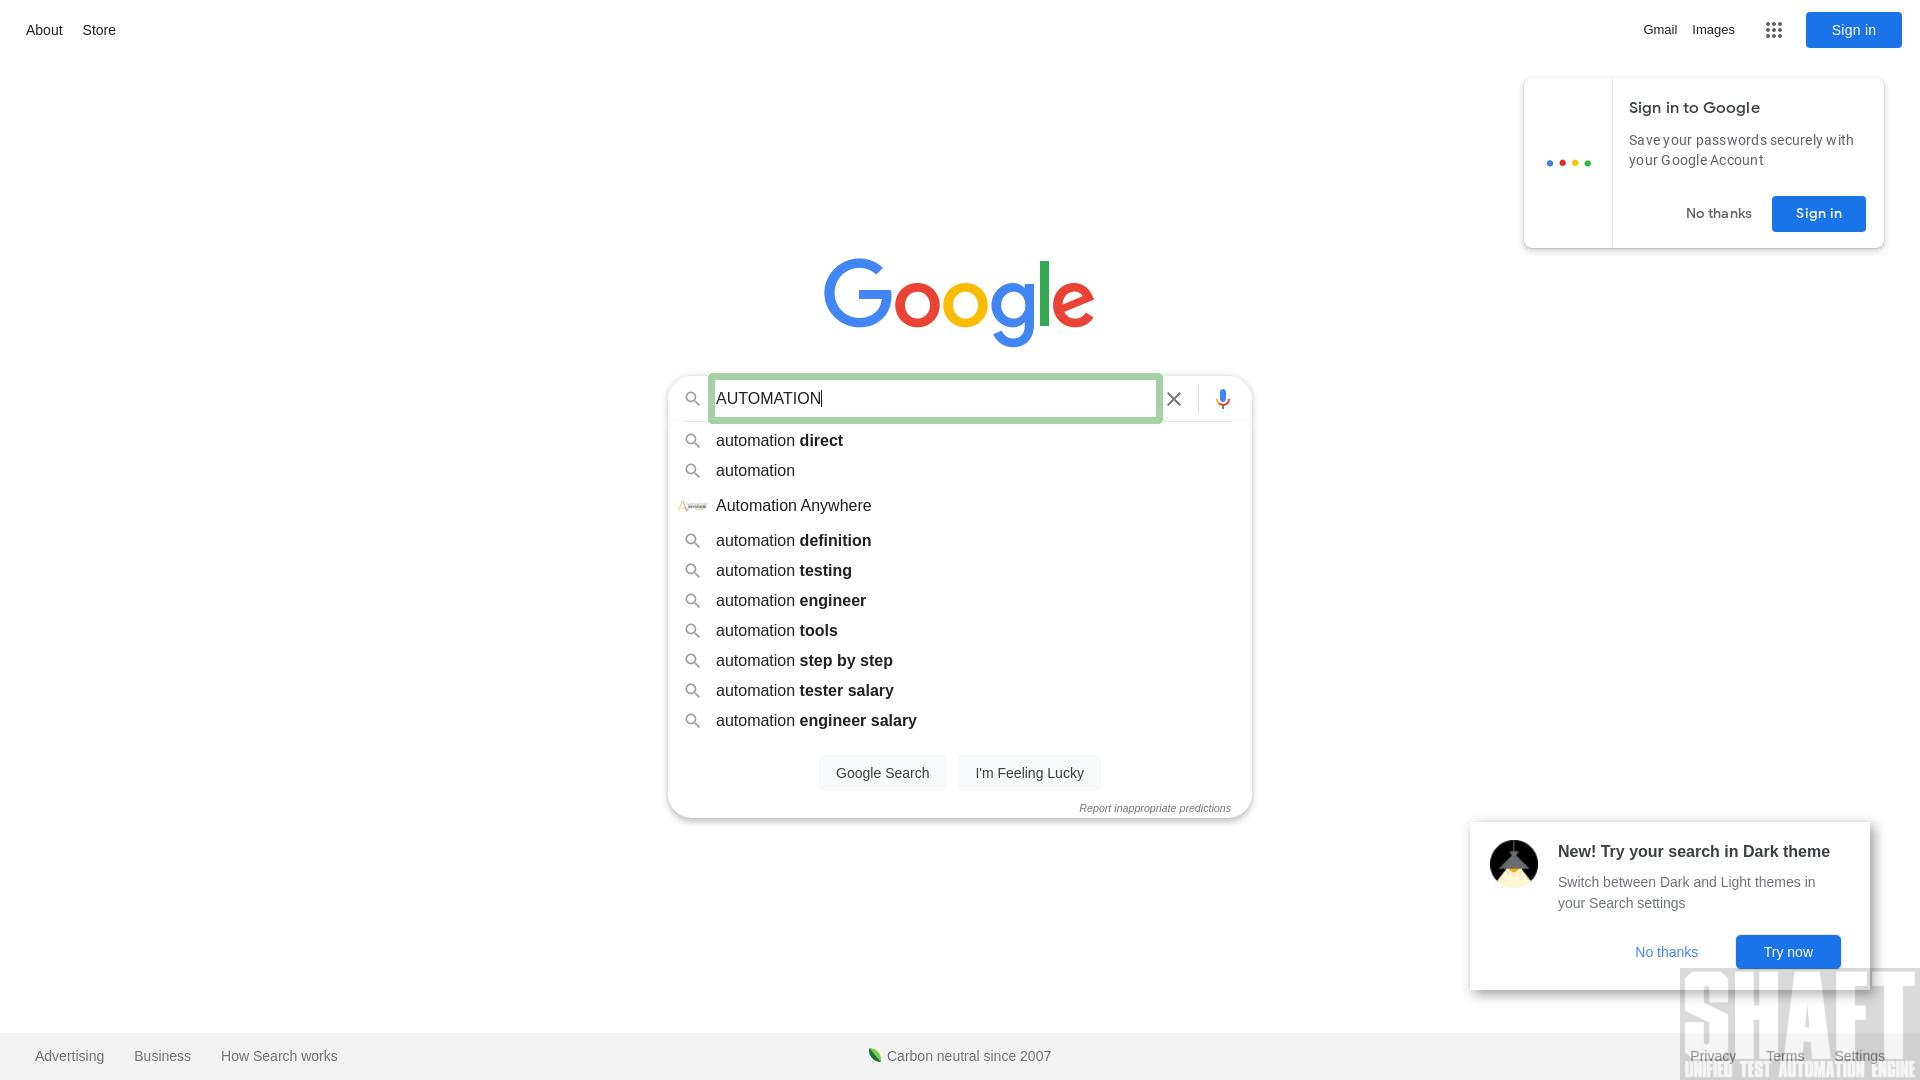 About
Store
Gmail
Images
Sign in
Sign in to Google
Save your passwords securely with
your Google Account
No thanks
Sign in
Google
AUTOMATION
automation direct
automation
Automation Anywhere
automation definition
automation testing
automation engineer
automation tools
automation step by step
automation tester salary
automation engineer salary
Google Search
I'm Feeling Lucky
Report inappropriate predictions
New! Try your search in Dark theme
Switch between Dark and Light themes in
your Search settings
No thanks
Try now
SHAFT
UNIFIED TEST AUTOMATION ENGINE
Advertising
Business
How Search works
Carbon neutral since 2007
Privacy
Terms
Settings